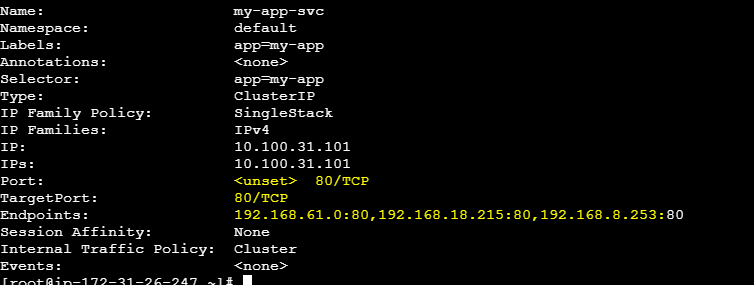 Name: my-app-svc
Namespace: default
Labels: app=my-app
Annotations: <none>
Selector: app=my-app
Type: ClusterIP
IP Family Policy: SingleStack
IP Families: IPv4
IP: 10.100.31.101
IPs: 10.100.31.101
Port: <unset> 80/TCP
TargetPort: 80/TCP
Endpoints: 192.168.61.0:80,192.168.18.215:80,192.168.8.253:80
Session Affinity: None
Internal Traffic Policy: Cluster
Events: <none>
[root@ip-172-31-26-247 ~]#